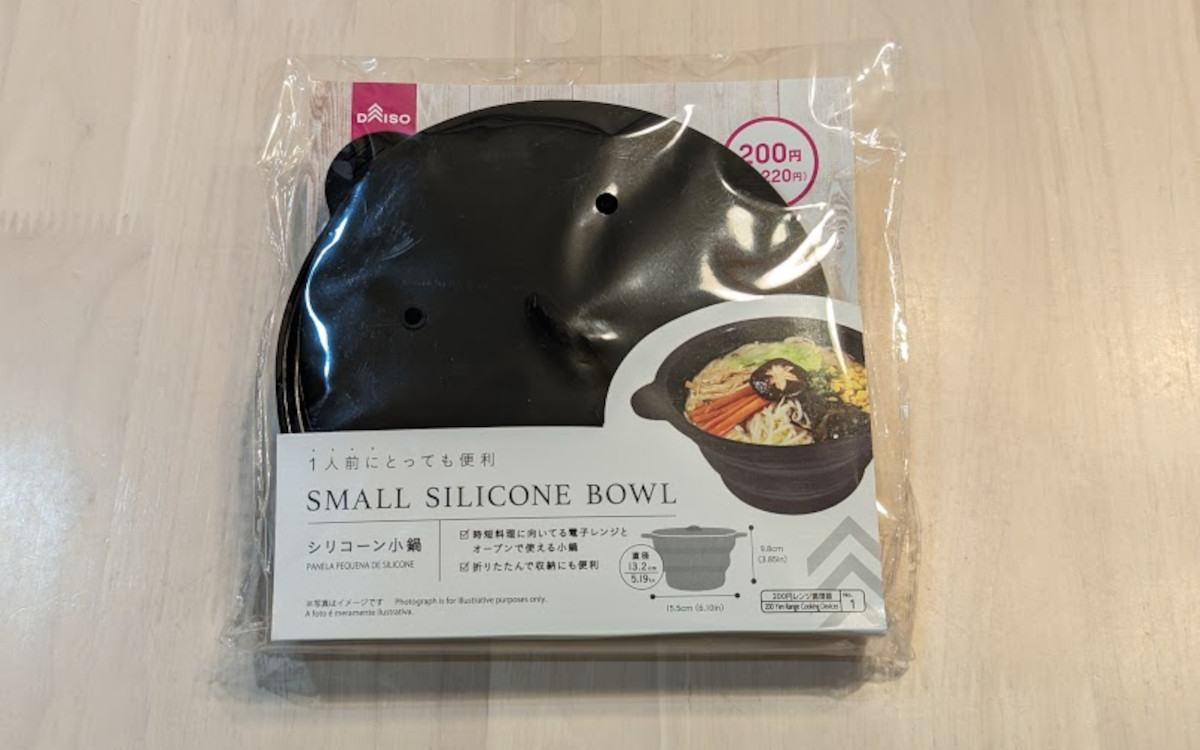 DAISO
200円
220円)
1人前にとっても便利
SMALL SILICONE BOWL
シリコーン小鍋
PANELA PEQUENA DE SILICONE
☑時短料理に向いてる電子レンジと
オーブンで使える小鍋
☑折りたたんで収納にも便利
直径
13.2cm
5.19in
9.8cm
(3.85in)
15.5cm (6.10in)
※写真はイメージです Photograph is for illustrative purposes only.
A foto é meramente ilustrativa.
200円レンジ調理器 No.
200 Yen Range Cooking Devices 1